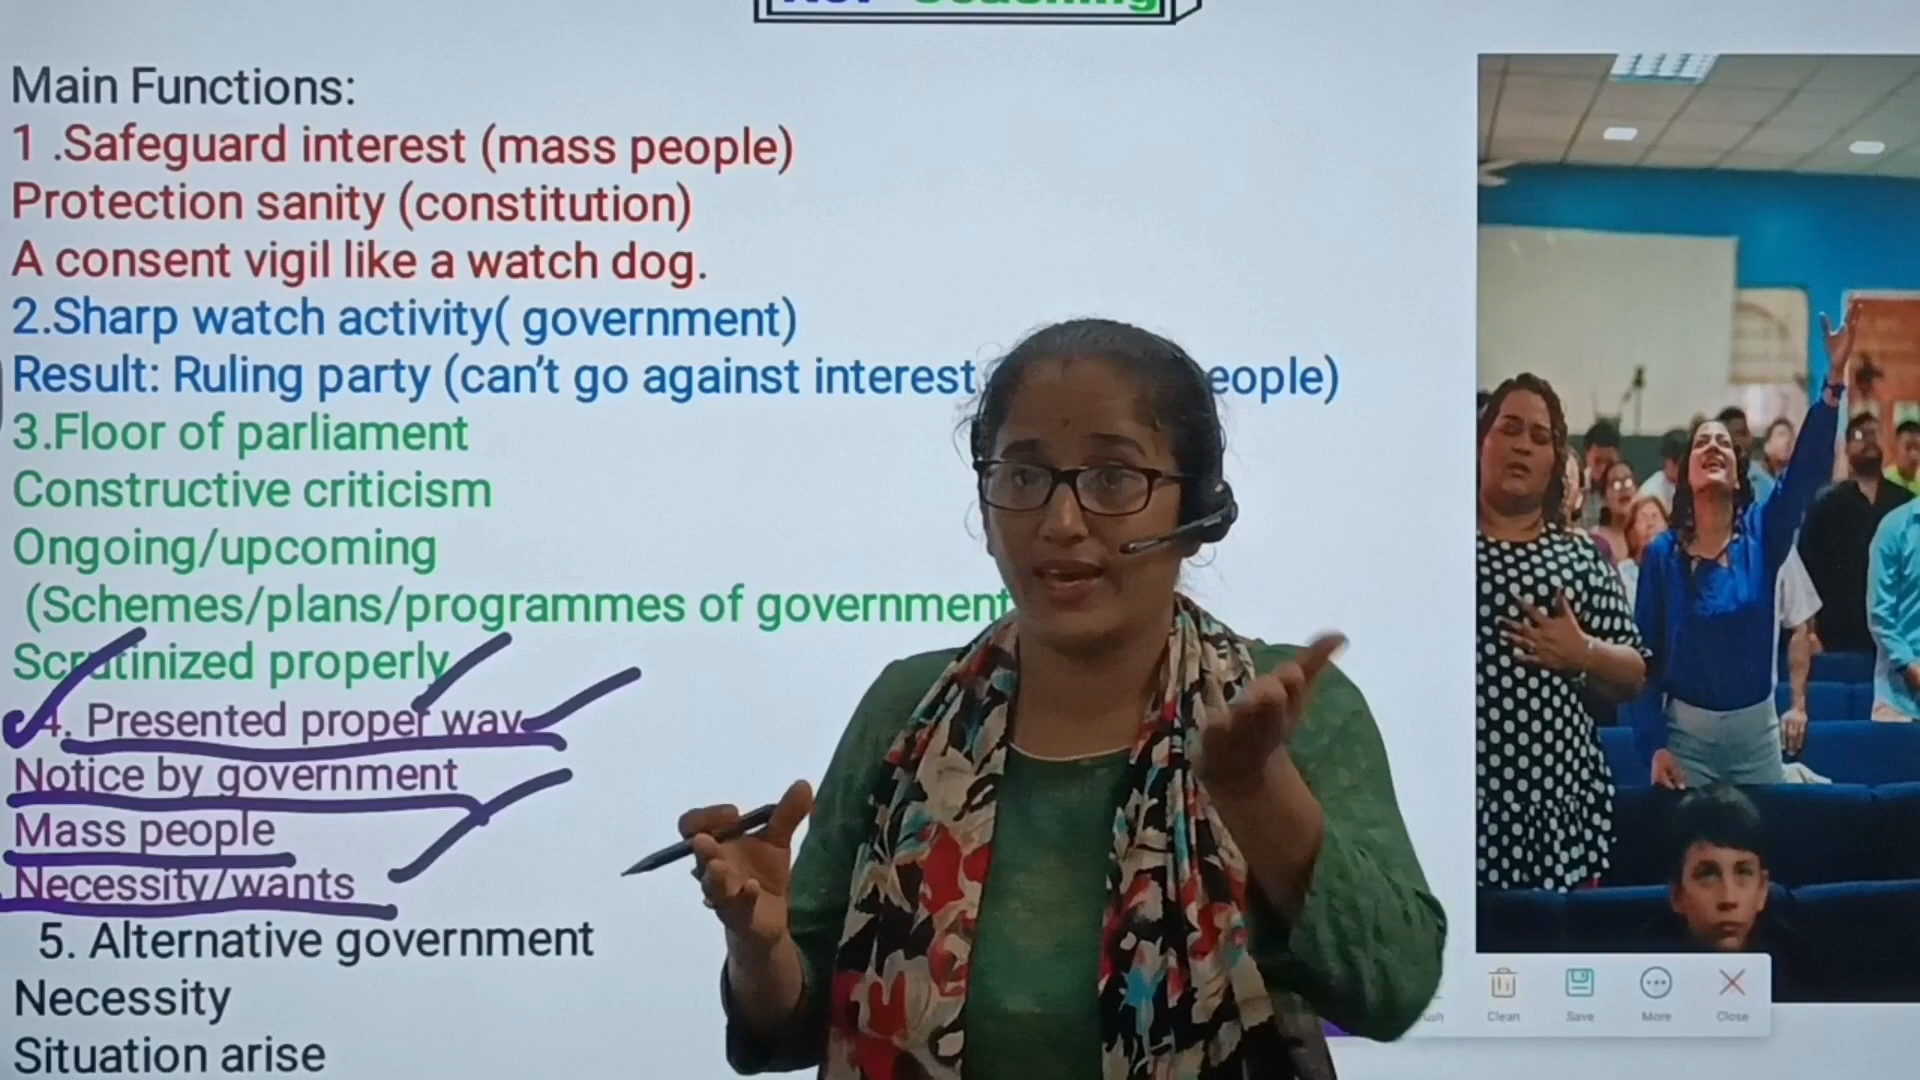 Coaching
Main Functions:
1 .Safeguard interest (mass people)
Protection sanity (constitution)
A consent vigil like a watch dog.
2.Sharp watch activity( government)
Result: Ruling party (can't go against interest eople)
3.Floor of parliament
Constructive criticism
Ongoing/upcoming
(Schemes/plans/programmes of government
Scrutinized properly
4. Presented proper way
Notice by government
Mass people
Necessity/wants
5. Alternative government
Necessity
Situation arise
Clean Save More Close